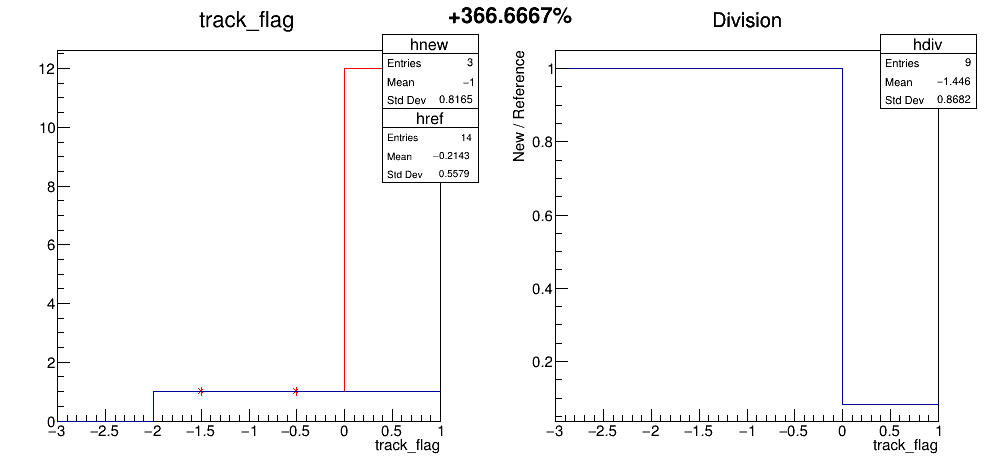 +366.6667%
track_flag
hnew
Entries 3
Mean −1
Std Dev 0.8165
href
Entries 14
Mean −0.2143
Std Dev 0.5579
12
10
8
6
4
2
0
−3 −2.5 −2 −1.5 −1 −0.5 0 0.5 1
track_flag
Division
hdiv
Entries 9
Mean −1.446
Std Dev 0.8682
New / Reference
1
0.8
0.6
0.4
0.2
−3 −2.5 −2 −1.5 −1 −0.5 0 0.5 1
track_flag